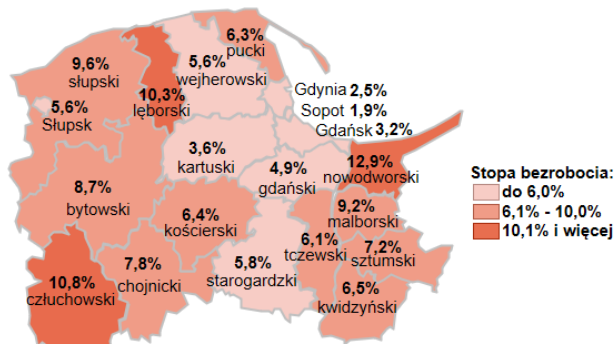 6,3%
pucki
9,6%
słupski
5,6%
wejherowski
10,3%
lęborski
Gdynia 2,5%
Sopot 1,9%
Gdańsk 3,2%
5,6%
Słupsk
3,6%
kartuski
4,9%
gdański
12,9%
nowodworski
8,7%
bytowski
6,4%
kościerski
9,2%
malborski
6,1%
tczewski
7,2%
sztumski
10,8%
człuchowski
7,8%
chojnicki
5,8%
starogardzki
6,5%
kwidzyński
Stopa bezrobocia:
do 6,0%
6,1% - 10,0%
10,1% i więcej